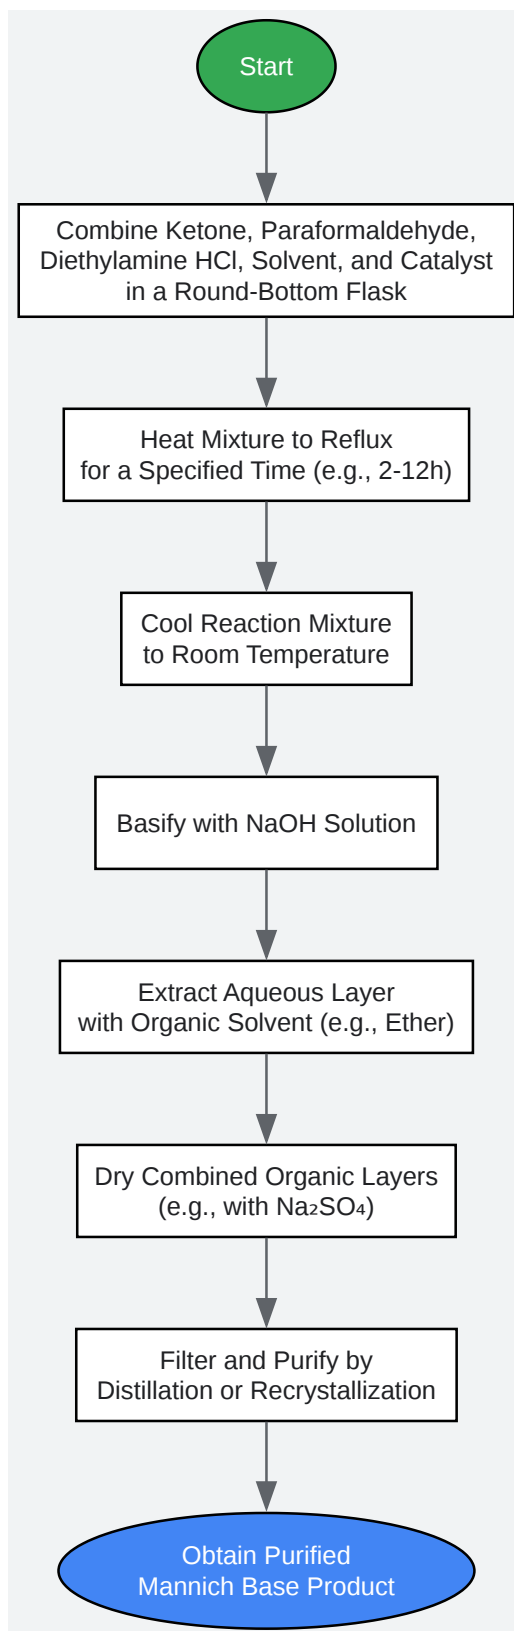 Start
Combine Ketone, Paraformaldehyde,
Diethylamine HCl, Solvent, and Catalyst
in a Round-Bottom Flask
Heat Mixture to Reflux
for a Specified Time (e.g., 2-12h)
Cool Reaction Mixture
to Room Temperature
Basify with NaOH Solution
Extract Aqueous Layer
with Organic Solvent (e.g., Ether)
Dry Combined Organic Layers
(e.g., with Na₂SO₄)
Filter and Purify by
Distillation or Recrystallization
Obtain Purified
Mannich Base Product